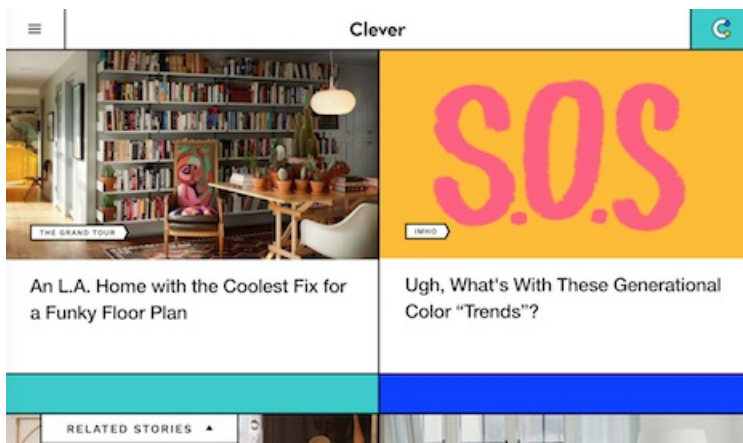 Clever
THE GRAND TOUR
An L.A. Home with the Coolest Fix for
a Funky Floor Plan
S.O.S
IMHO
Ugh, What's With These Generational
Color “Trends”?
RELATED STORIES